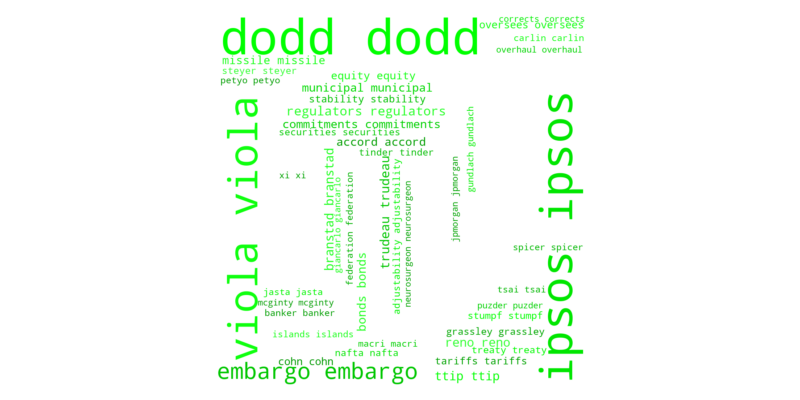 corrects corrects
dodd dodd
oversees oversees
carlin carlin
overhaul overhaul
missile missile
steyer steyer
petyo petyo
equity equity
municipal municipal
stability stability
regulators regulators
commitments commitments
securities securities
accord accord
tinder tinder
viola viola
ipsos ipsos
gundlach gundlach
jpmorgan jpmorgan
xi xi
branstad branstad
giancarlo giancarlo
federation federation
trudeau trudeau
adjustability adjustability
neurosurgeon neurosurgeon
bonds bonds
spicer spicer
viola viola
ipsos ipsos
jasta jasta
mcginty mcginty
banker banker
tsai tsai
puzder puzder
stumpf stumpf
islands islands
grassley grassley
macri macri
reno reno
nafta nafta
treaty treaty
cohn cohn
tariffs tariffs
embargo embargo
ttip ttip